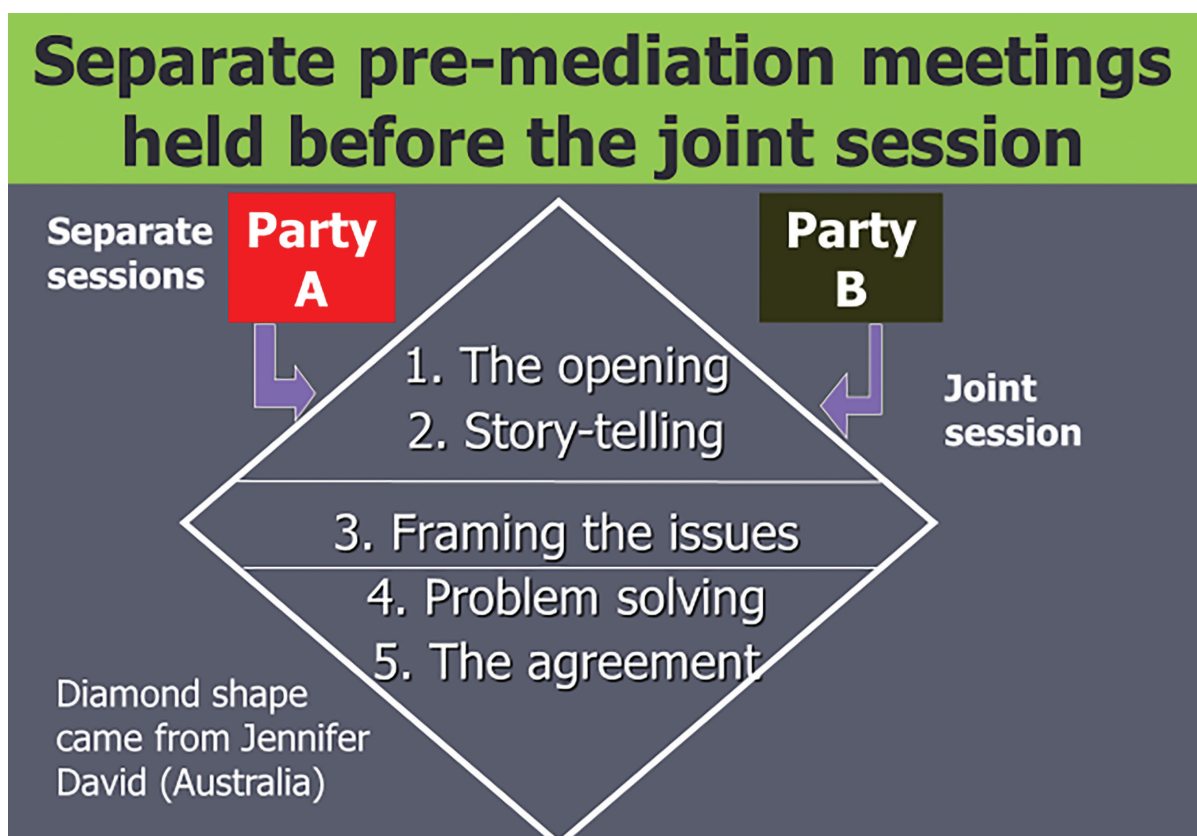 Separate pre-mediation meetings
held before the joint session
Separate
sessions
Party
A
Party
B
1. The opening
2. Story-telling
Joint
session
3. Framing the issues
4. Problem solving
5. The agreement
Diamond shape
came from Jennifer
David (Australia)